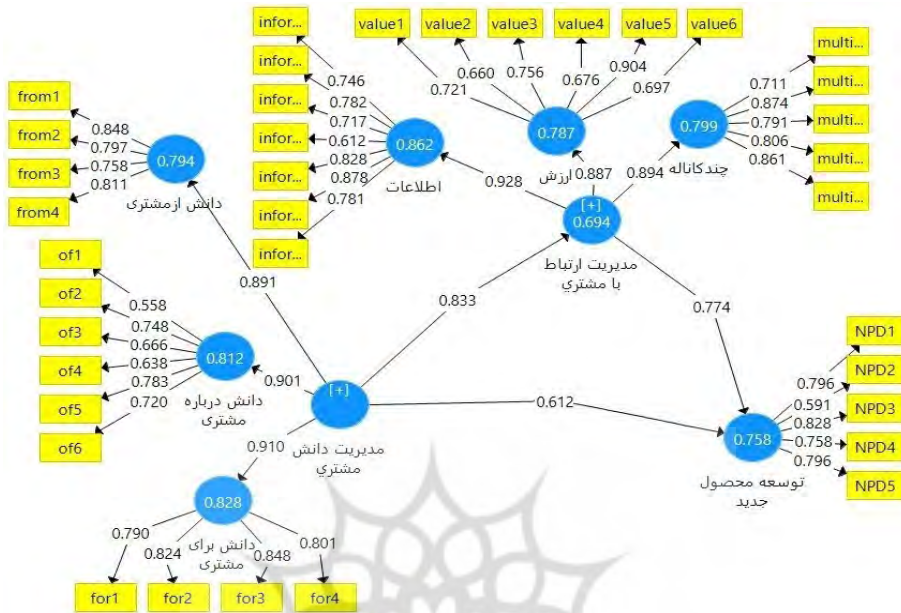 value1 value2 value3 value4 value5 value6
0.721 0.660 0.756 0.676 0.904 0.697
infor...
infor...
infor...
infor...
infor...
infor...
infor...
0.746
0.782
0.717
0.612
0.828
0.878
0.781
0.862
اطلاعات
0.787
ارزش
multi...
multi...
multi...
multi...
multi...
0.711
0.874
0.791
0.806
0.861
0.799
چندکاناله
from1
from2
from3
from4
0.848
0.797
0.758
0.811
0.794
دانش ازمشتری
0.928
0.887
0.894
[+]
0.694
مدیریت ارتباط
با مشتري
0.891
0.833
0.774
of1
of2
of3
of4
of5
of6
0.558
0.748
0.666
0.638
0.783
0.720
0.812
دانش درباره
مشتری
0.901
[+]
مدیریت دانش
مشتري
0.612
NPD1
NPD2
NPD3
NPD4
NPD5
0.796
0.591
0.828
0.758
0.796
0.758
توسعه محصول
جدید
0.910
0.828
دانش برای
مشتری
0.790
0.824
0.848
0.801
for1 for2 for3 for4